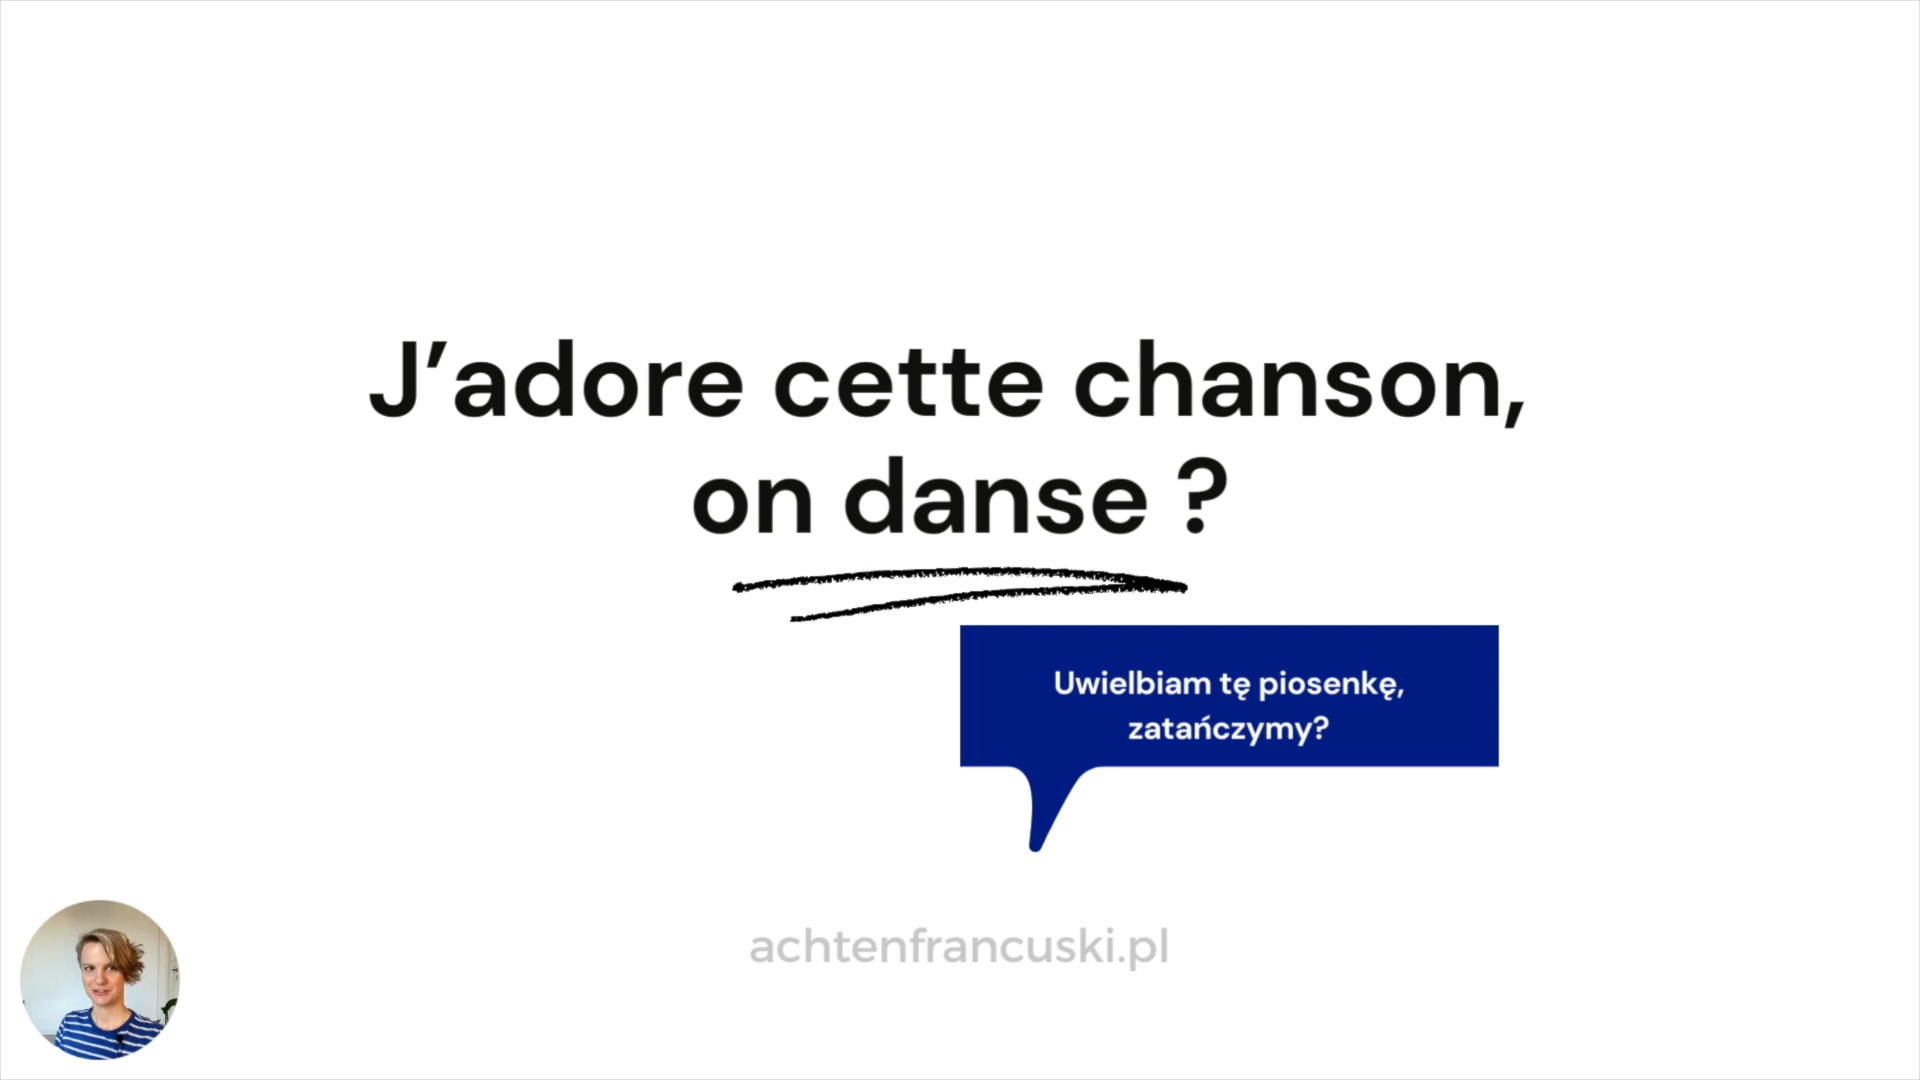 J’adore cette chanson,
on danse ?
Uwielbiam tę piosenkę,
zatańczymy?
achtenfrancuski.pl